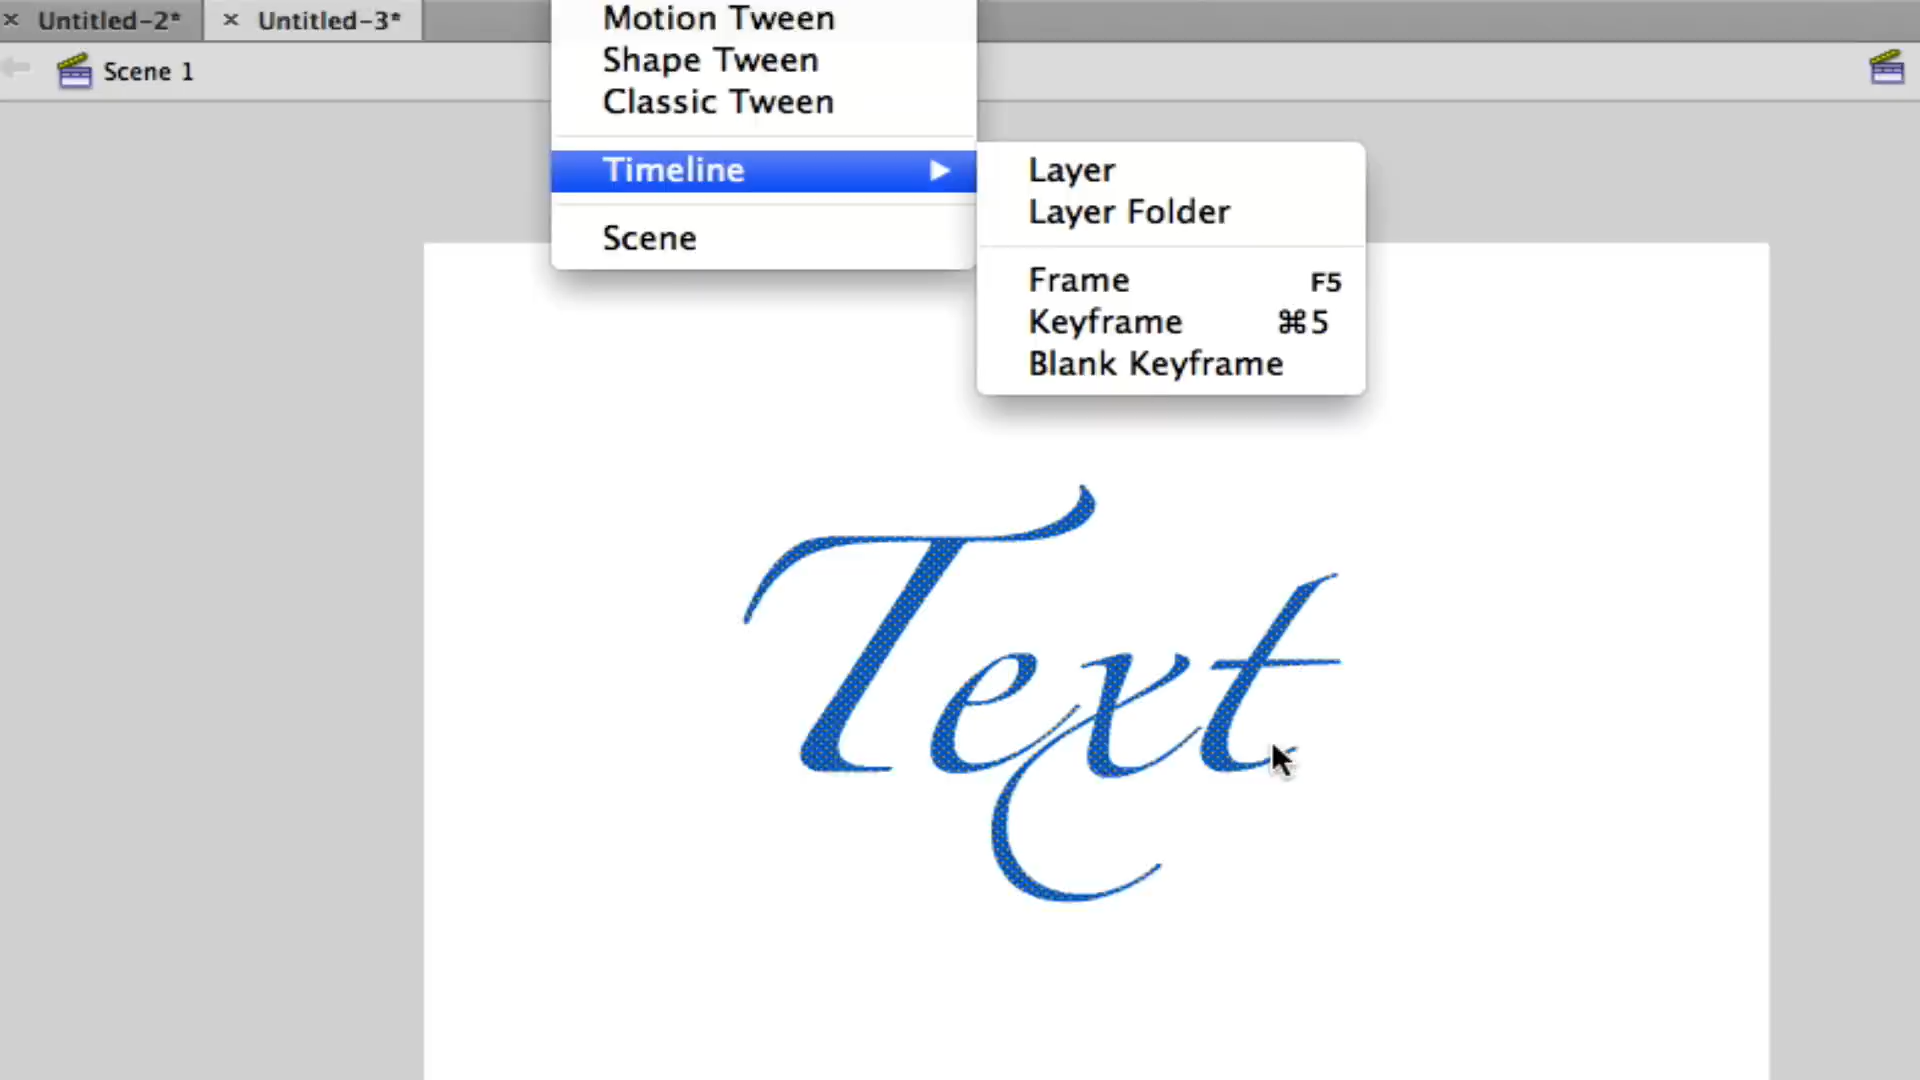 Untitled-2*
Untitled-3*
Scene 1
Motion Tween
Shape Tween
Classic Tween
Timeline
Scene
Layer
Layer Folder
Frame F5
Keyframe ⌘5
Blank Keyframe
Text